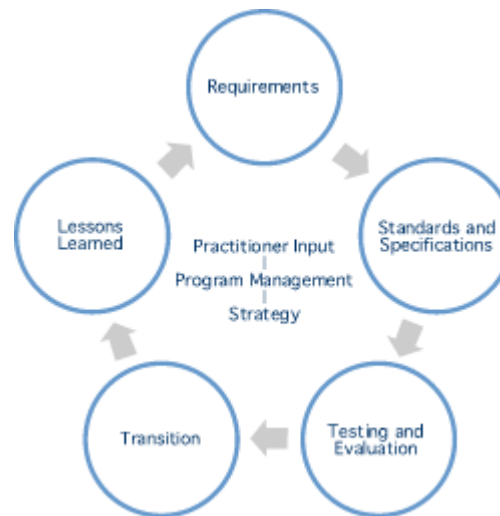 Requirements
Standards and
Specifications
Testing and
Evaluation
Transition
Lessons
Learned
Practitioner Input
Program Management
Strategy